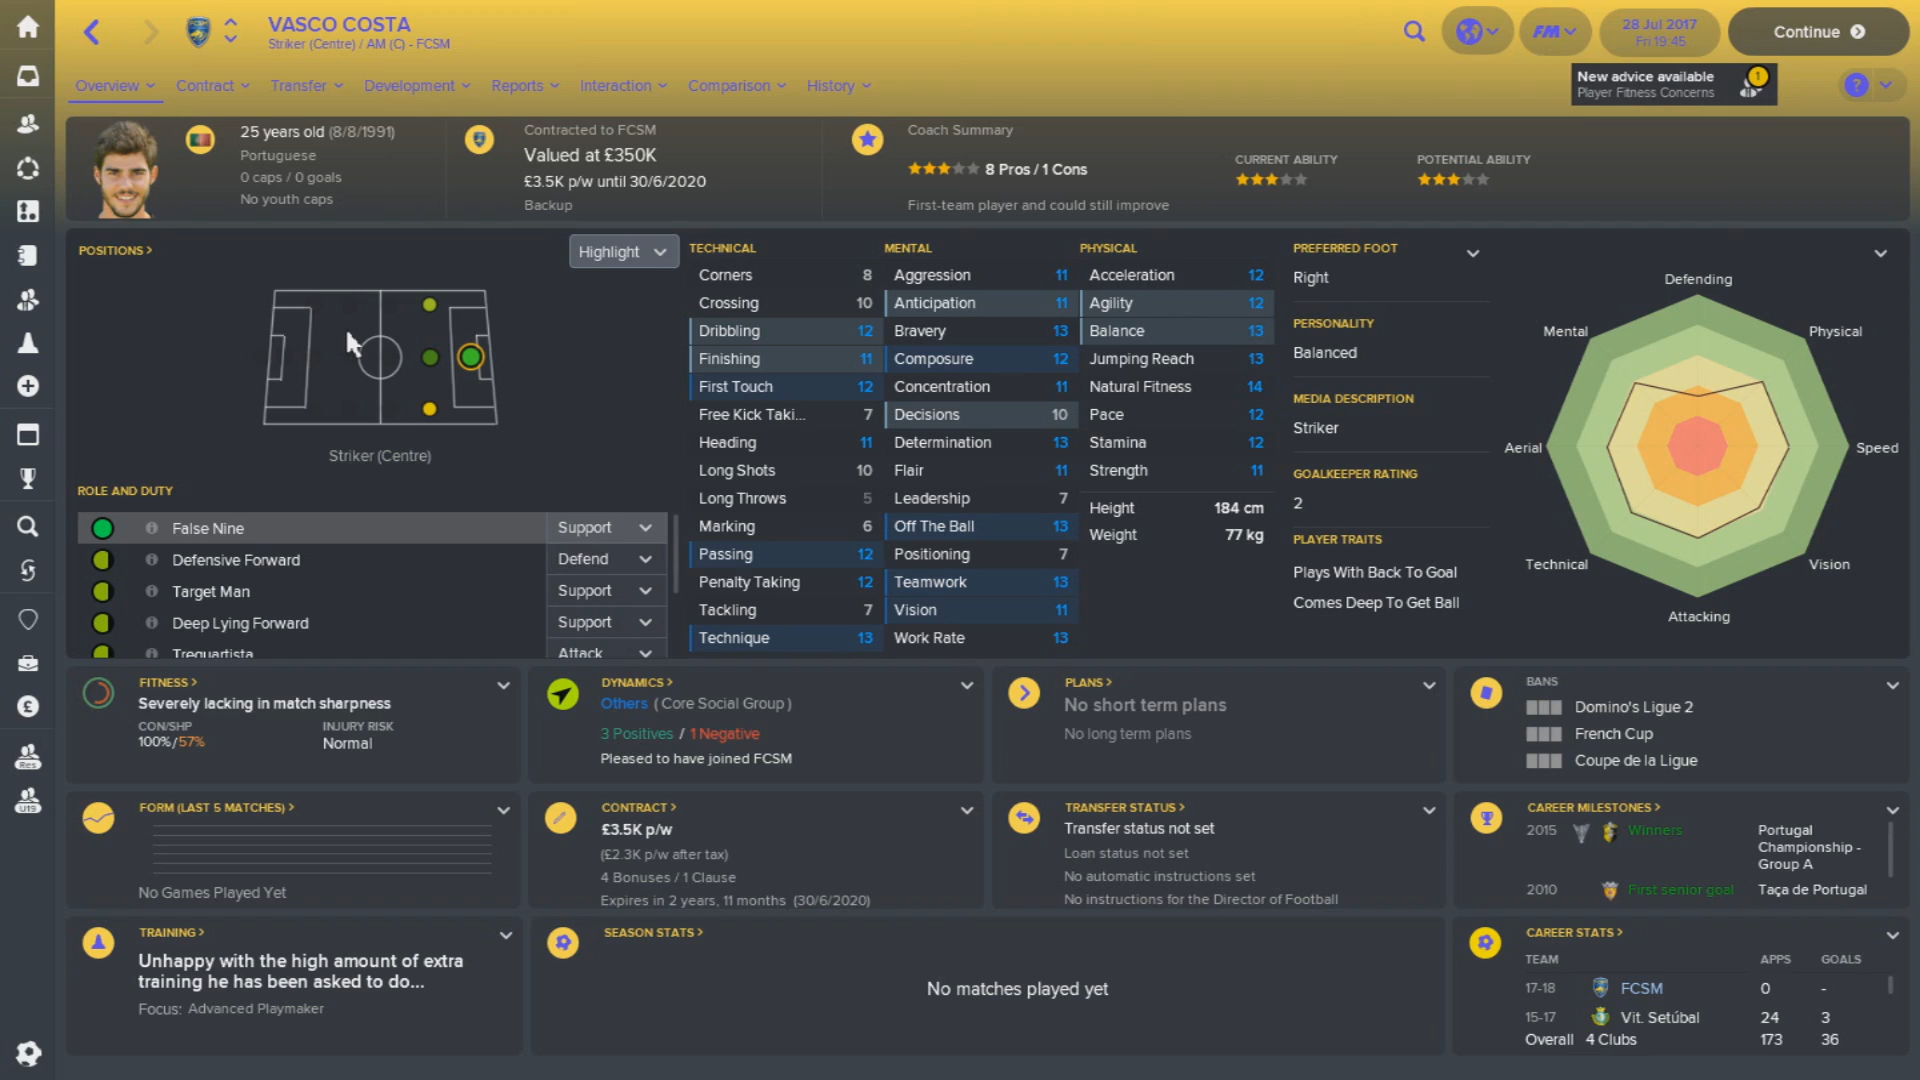 VASCO COSTA
Striker (Centre) / AM (C) - FCSM
FM
28 Jul 2017
Fri 19:45
Continue
Overview
Contract
Transfer
Development
Reports
Interaction
Comparison
History
New advice available
Player Fitness Concerns
1
?
25 years old (8/8/1991)
Portuguese
0 caps / 0 goals
No youth caps
Contracted to FCSM
Valued at £350K
£3.5K p/w until 30/6/2020
Backup
Coach Summary
8 Pros / 1 Cons
First-team player and could still improve
CURRENT ABILITY
POTENTIAL ABILITY
POSITIONS >
Highlight
Striker (Centre)
ROLE AND DUTY
False Nine Support
Defensive Forward Defend
Target Man Support
Deep Lying Forward Support
Trequartista Attack
TECHNICAL
Corners 8
Crossing 10
Dribbling 12
Finishing 11
First Touch 12
Free Kick Taki... 7
Heading 11
Long Shots 10
Long Throws 5
Marking 6
Passing 12
Penalty Taking 12
Tackling 7
Technique 13
MENTAL
Aggression 11
Anticipation 11
Bravery 13
Composure 12
Concentration 11
Decisions 10
Determination 13
Flair 11
Leadership 7
Off The Ball 13
Positioning 7
Teamwork 13
Vision 11
Work Rate 13
PHYSICAL
Acceleration 12
Agility 12
Balance 13
Jumping Reach 13
Natural Fitness 14
Pace 12
Stamina 12
Strength 11
Height 184 cm
Weight 77 kg
PREFERRED FOOT
Right
PERSONALITY
Balanced
MEDIA DESCRIPTION
Striker
GOALKEEPER RATING
2
PLAYER TRAITS
Plays With Back To Goal
Comes Deep To Get Ball
Defending
Physical
Speed
Vision
Attacking
Technical
Aerial
Mental
FITNESS >
Severely lacking in match sharpness
CON/SHP
100%/57%
INJURY RISK
Normal
DYNAMICS >
Others (Core Social Group)
3 Positives / 1 Negative
Pleased to have joined FCSM
PLANS >
No short term plans
No long term plans
BANS
Domino's Ligue 2
French Cup
Coupe de la Ligue
FORM (LAST 5 MATCHES) >
No Games Played Yet
CONTRACT >
£3.5K p/w
(£2.3K p/w after tax)
4 Bonuses / 1 Clause
Expires in 2 years, 11 months (30/6/2020)
TRANSFER STATUS >
Transfer status not set
Loan status not set
No automatic instructions set
No instructions for the Director of Football
CAREER MILESTONES >
2015 Winners Portugal
Championship -
Group A
2010 First senior goal Taça de Portugal
TRAINING >
Unhappy with the high amount of extra
training he has been asked to do...
Focus: Advanced Playmaker
SEASON STATS >
No matches played yet
CAREER STATS >
TEAM APPS GOALS
17-18 FCSM 0 -
15-17 Vit. Setúbal 24 3
Overall 4 Clubs 173 36
Res
U19